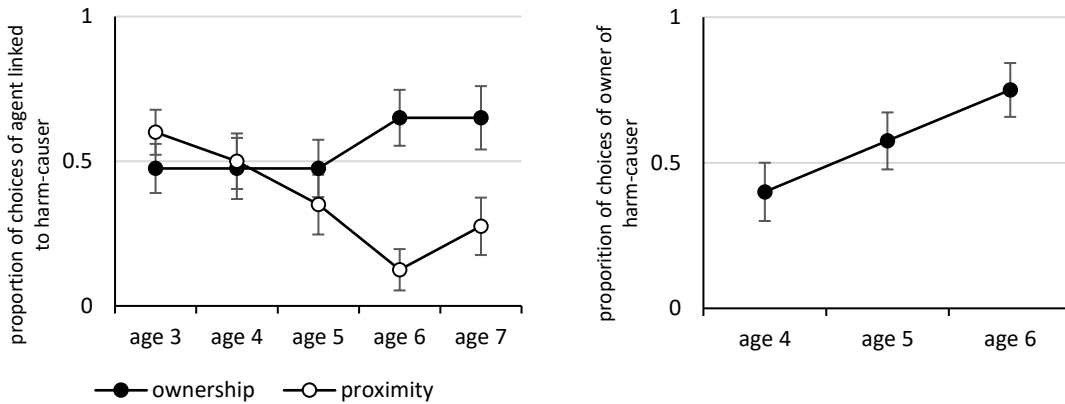 proportion of choices of agent linked
to harm-caurer
1
0.5
0
age 3 age 4 age 5 age 6 age 7
ownership proximity
proporition of choices of owner of
harm-causer
1
0.5
0
age 4 age 5 age 6